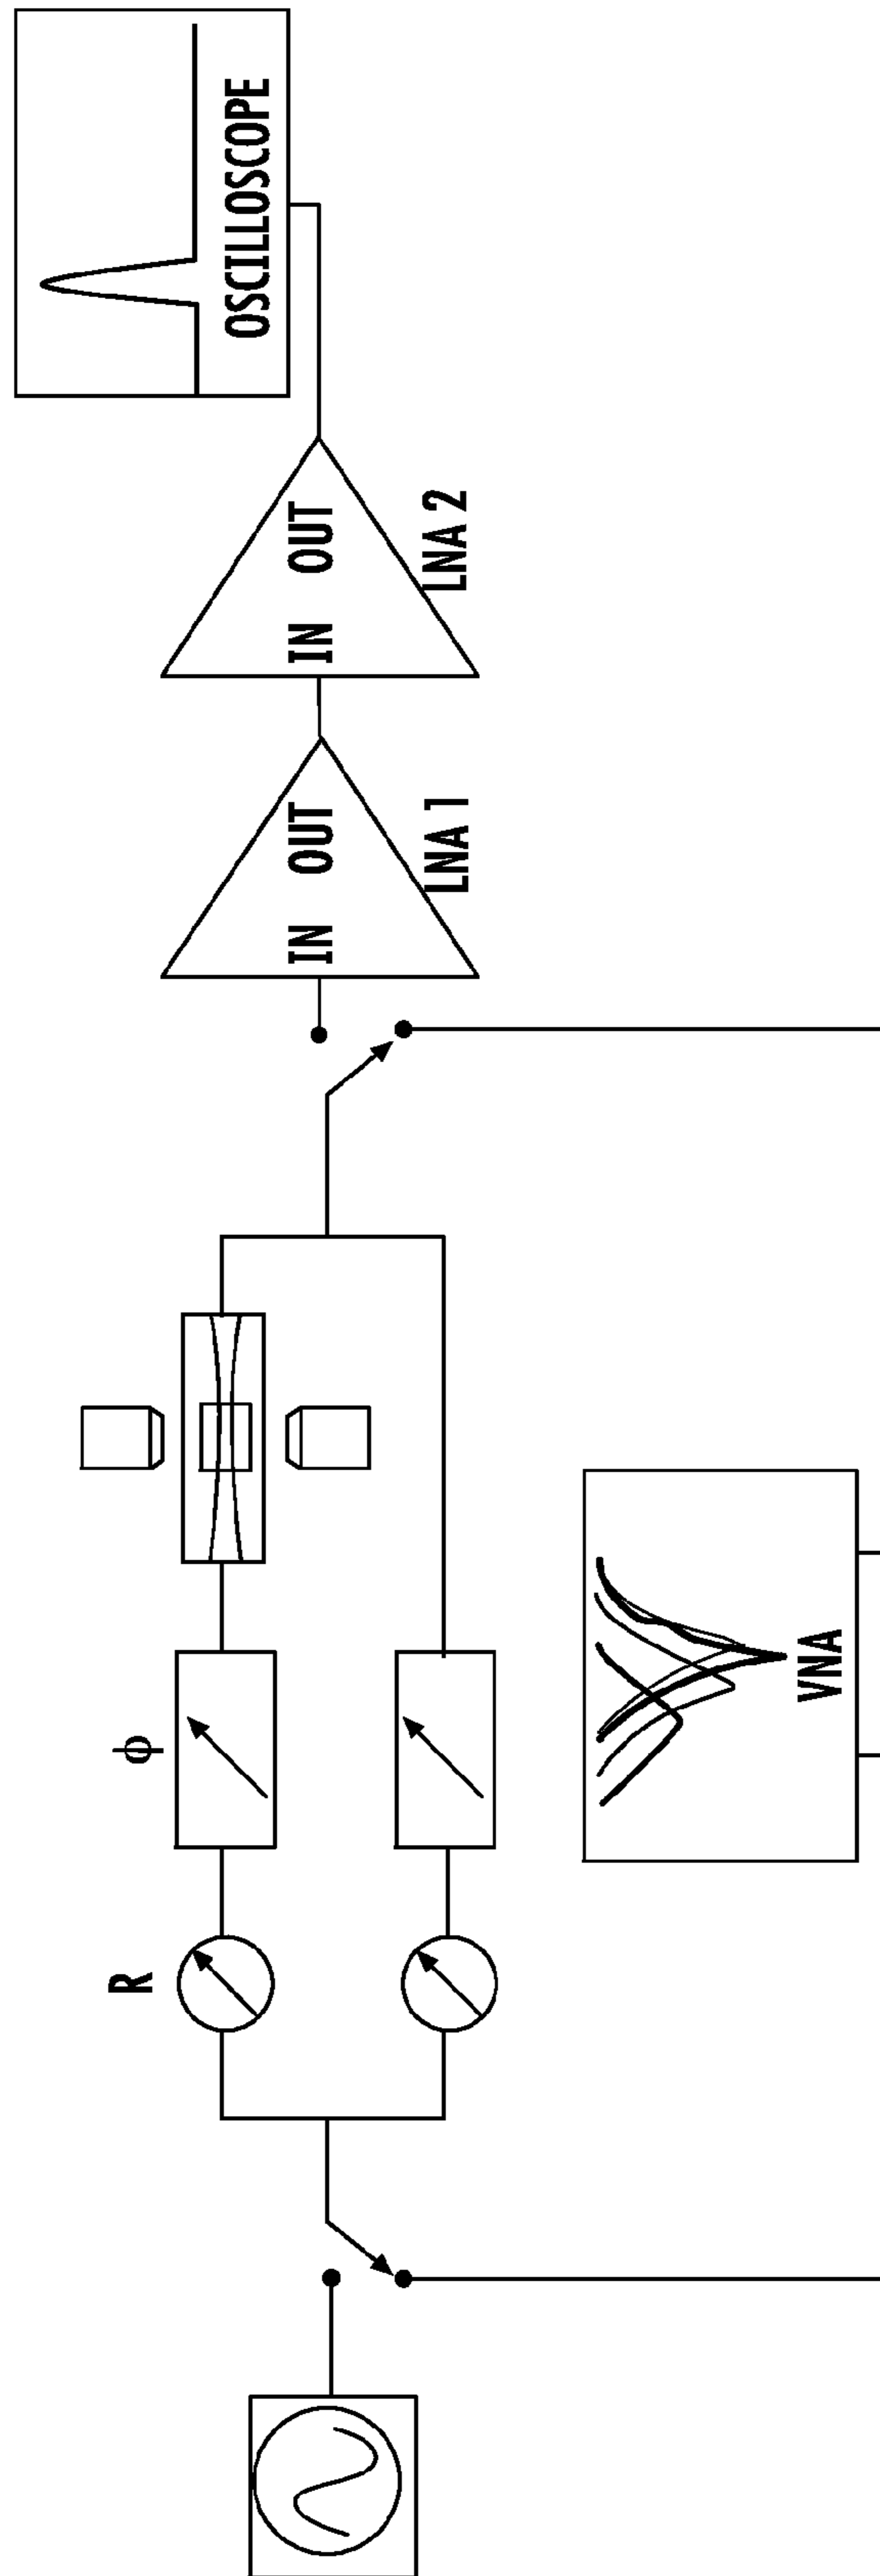 R
ϕ
VNA
IN OUT
LNA 1
IN OUT
LNA 2
OSCILLOSCOPE